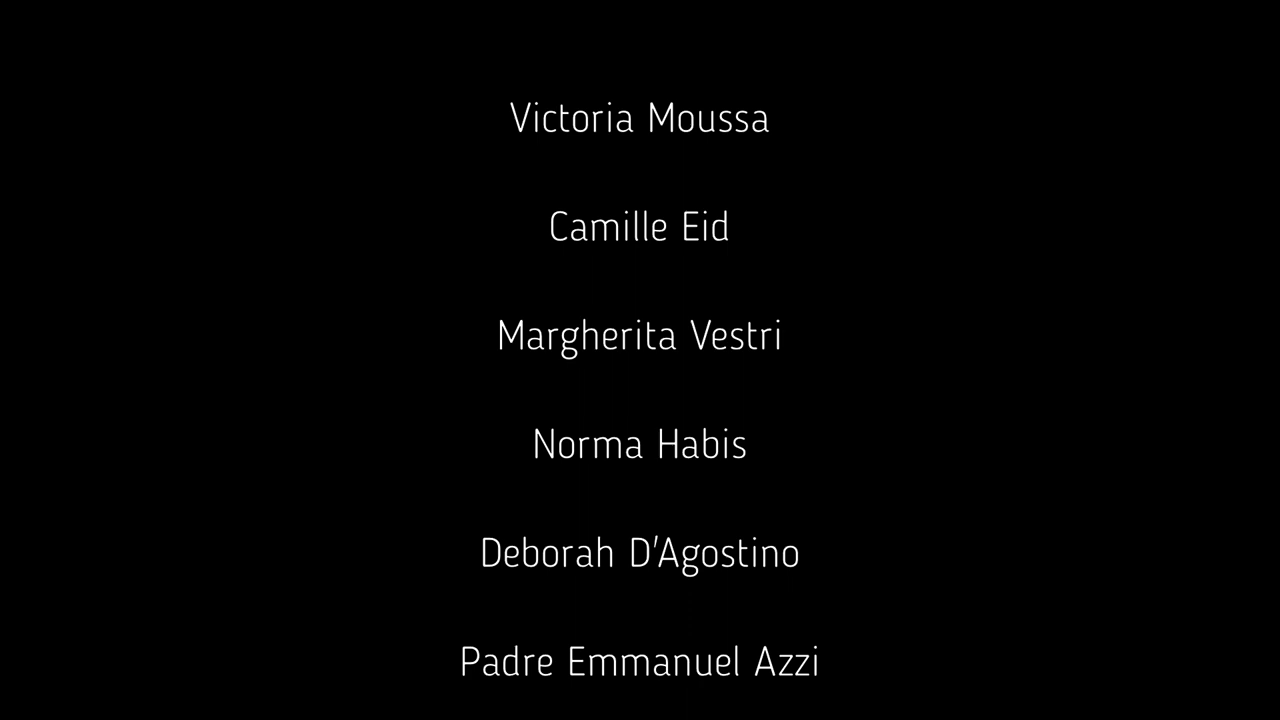 Victoria Moussa
Camille Eid
Margherita Vestri
Norma Habis
Deborah D'Agostino
Padre Emmanuel Azzi